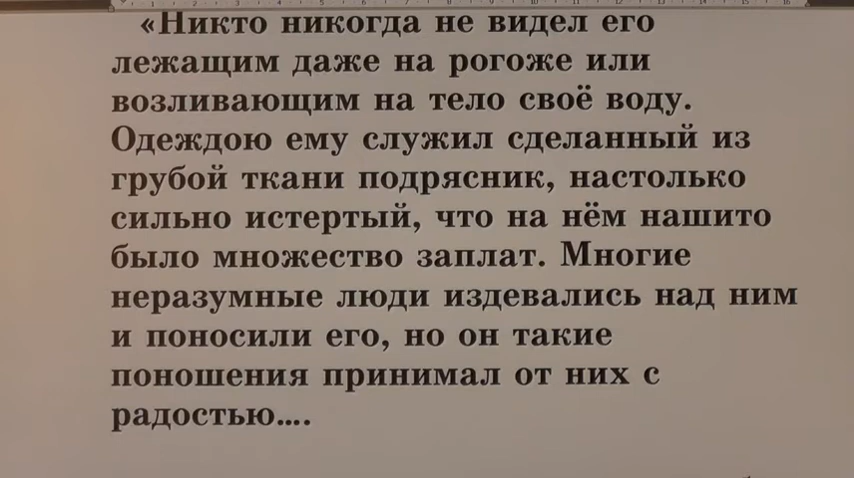 «Никто никогда не видел его
лежащим даже на рогоже или
возливающим на тело своё воду.
Одеждою ему служил сделанный из
грубой ткани подрясник, настолько
сильно истертый, что на нём нашито
было множество заплат. Многие
неразумные люди издевались над ним
и поносили его, но он такие
поношения принимал от них с
радостью....